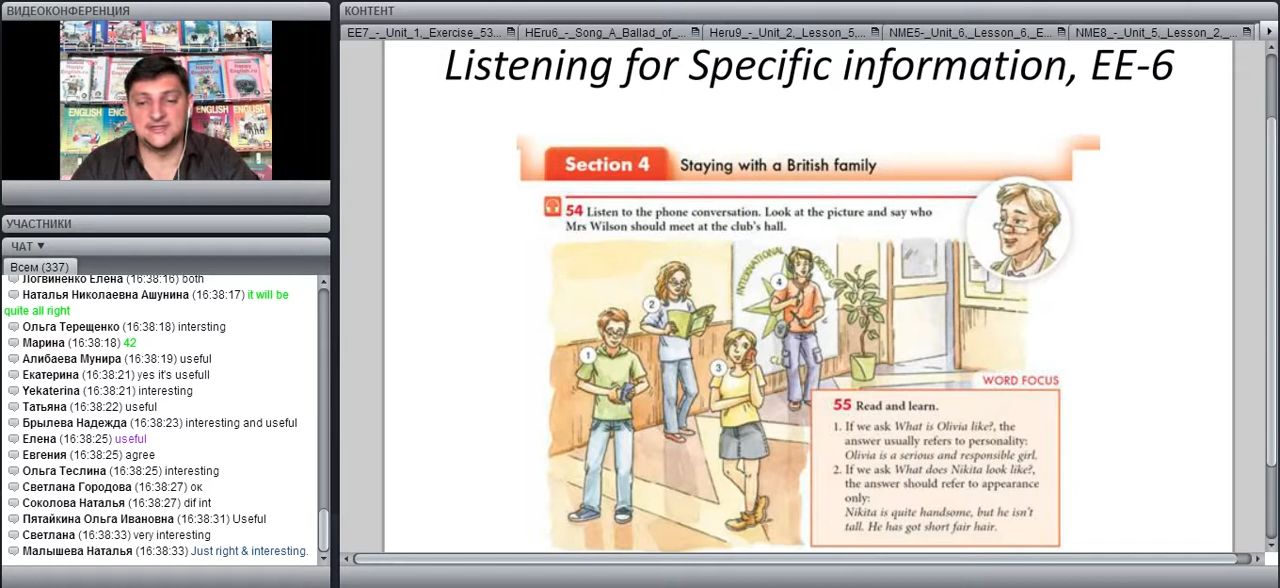 ВИДЕОКОНФЕРЕНЦИЯ
УЧАСТНИКИ
ЧАТ ▼
Всем (337)
Логвиненко Елена (16:38:16) both
Наталья Николаевна Ашунина (16:38:17) it will be
quite all right
Ольга Терещенко (16:38:18) intersting
Марина (16:38:18) 42
Алибаева Мунира (16:38:19) useful
Екатерина (16:38:21) yes it's usefull
Yekaterina (16:38:21) interesting
Татьяна (16:38:22) useful
Брылева Надежда (16:38:23) interesting and useful
Елена (16:38:25) useful
Евгения (16:38:25) agree
Ольга Теслина (16:38:25) interesting
Светлана Городова (16:38:27) ок
Соколова Наталья (16:38:27) dif int
Пятайкина Ольга Ивановна (16:38:31) Useful
Светлана (16:38:33) very interesting
Малышева Наталья (16:38:33) Just right & interesting.
КОНТЕНТ
EE7_-_Unit_1,_Exercise_53...
HEru6_-_Song_A_Ballad_of_...
Heru9_-_Unit_2,_Lesson_5,...
NME5-_Unit_6,_Lesson_6,_E...
NME8_-_Unit_5,_Lesson_2,_...
Listening for Specific information, EE-6
Section 4 Staying with a British family
54 Listen to the phone conversation. Look at the picture and say who
Mrs Wilson should meet at the club's hall.
INTERNATIONAL
1
2
3
4
WORD FOCUS
55 Read and learn.
1. If we ask What is Olivia like?, the
answer usually refers to personality:
Olivia is a serious and responsible girl.
2. If we ask What does Nikita look like?,
the answer should refer to appearance
only:
Nikita is quite handsome, but he isn't
tall. He has got short fair hair.
ENGLISH
ENGLISH